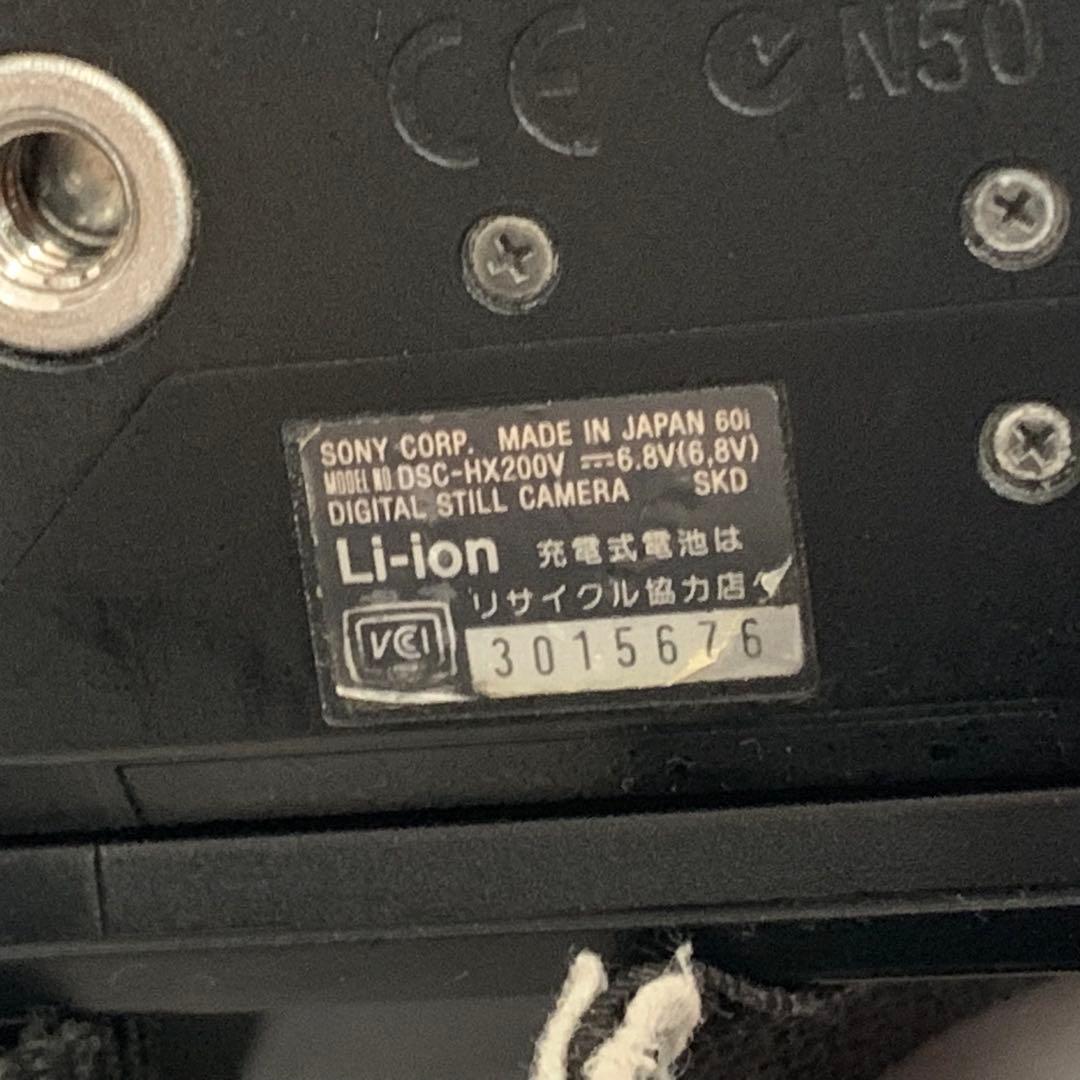 CE N50
SONY CORP. MADE IN JAPAN 60i
MODEL NO. DSC-HX200V ⎓6.8V(6,8V)
DIGITAL STILL CAMERA SKD
Li-ion 充電式電池は
リサイクル協力店へ
VCI
3015676